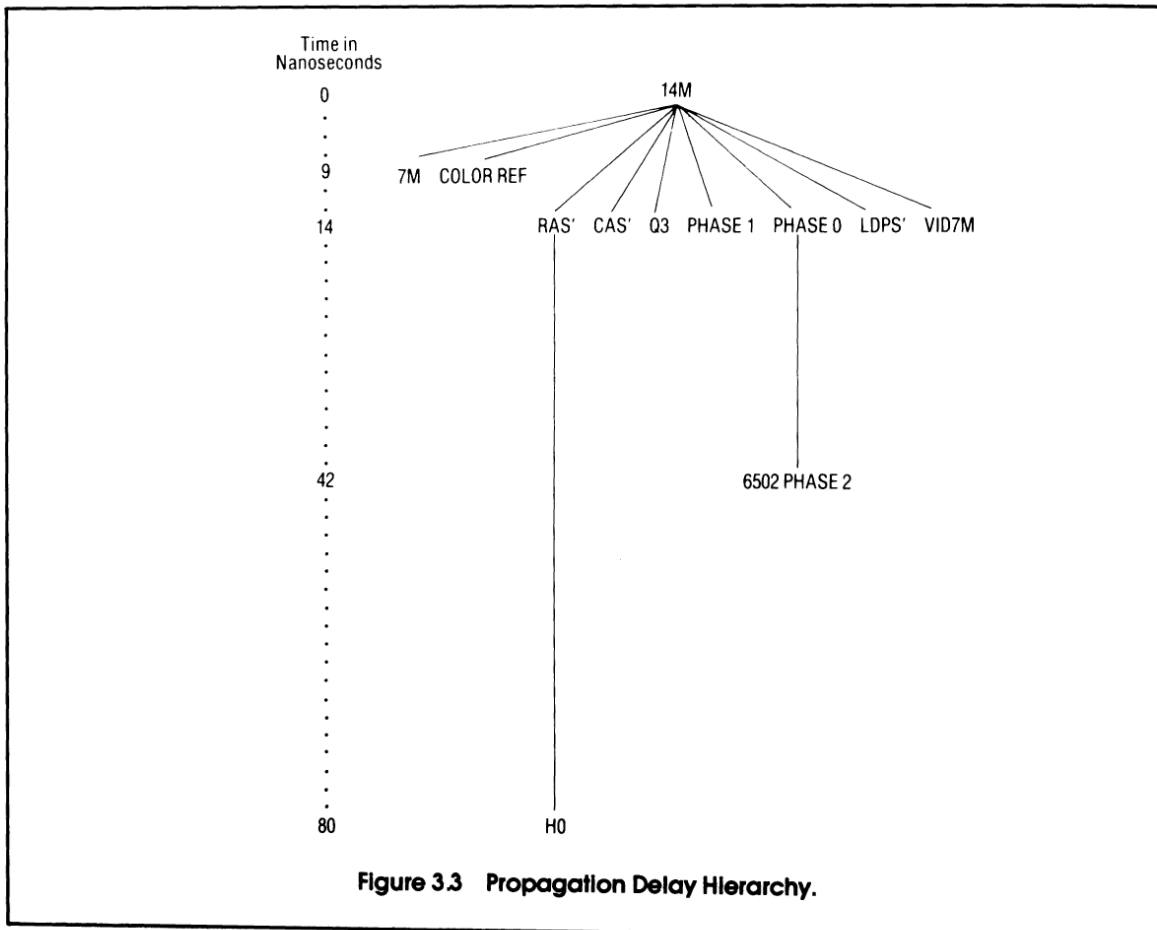 Time in
Nanoseconds
0 14M
9 7M COLOR REF
14 RAS' CAS' Q3 PHASE 1 PHASE 0 LDPS' VID7M
42 6502 PHASE 2
80 H0
Figure 3.3 Propagation Delay Hierarchy.